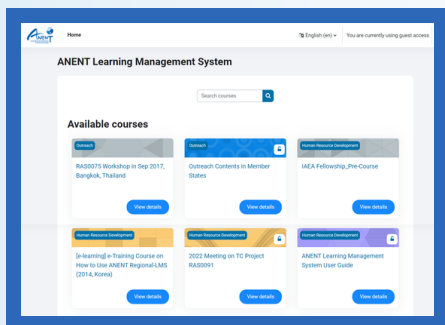 ANENT
Home
English (en)
You are currently using guest access
ANENT Learning Management System
Search courses
Available courses
Outreach
RAS0075 Workshop in Sep 2017,
Bangkok, Thailand
View details
Outreach
Outreach Contents in Member
States
View details
Human Resource Development
IAEA Fellowship_Pre-Course
View details
Human Resource Development
[e-learning] e-Training Course on
How to Use ANENT Regional-LMS
(2014, Korea)
View details
Human Resource Development
2022 Meeting on TC Project
RAS0091
View details
Human Resource Development
ANENT Learning Management
System User Guide
View details